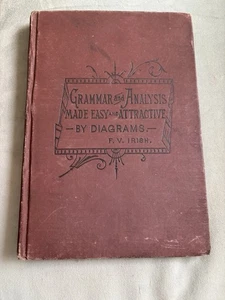 GRAMMAR AND ANALYSIS
MADE EASY AND ATTRACTIVE
—BY DIAGRAMS.—
F. V. IRISH.